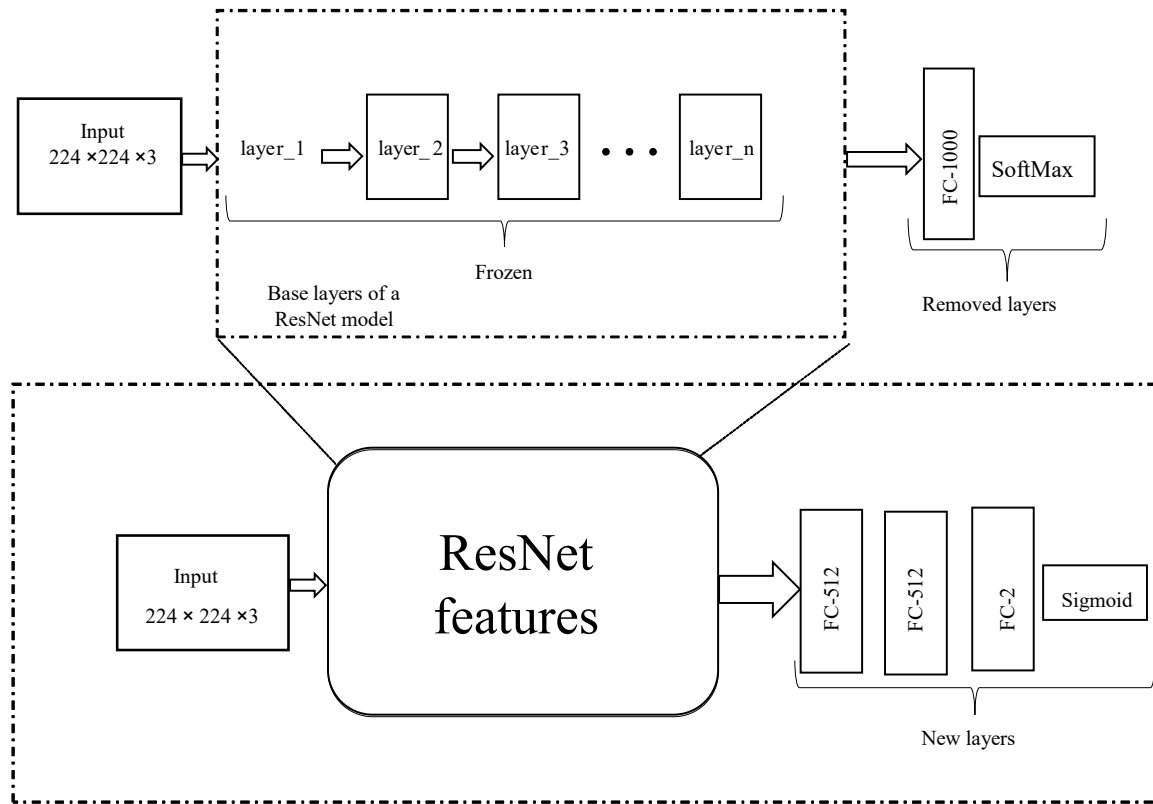 Input
224 ×224 ×3
layer_1
layer_2
layer_3
layer_n
FC-1000
SoftMax
Frozen
Removed layers
Base layers of a
ResNet model
ResNet
features
Input
224 × 224 ×3
FC-512
FC-512
FC-2
Sigmoid
New layers